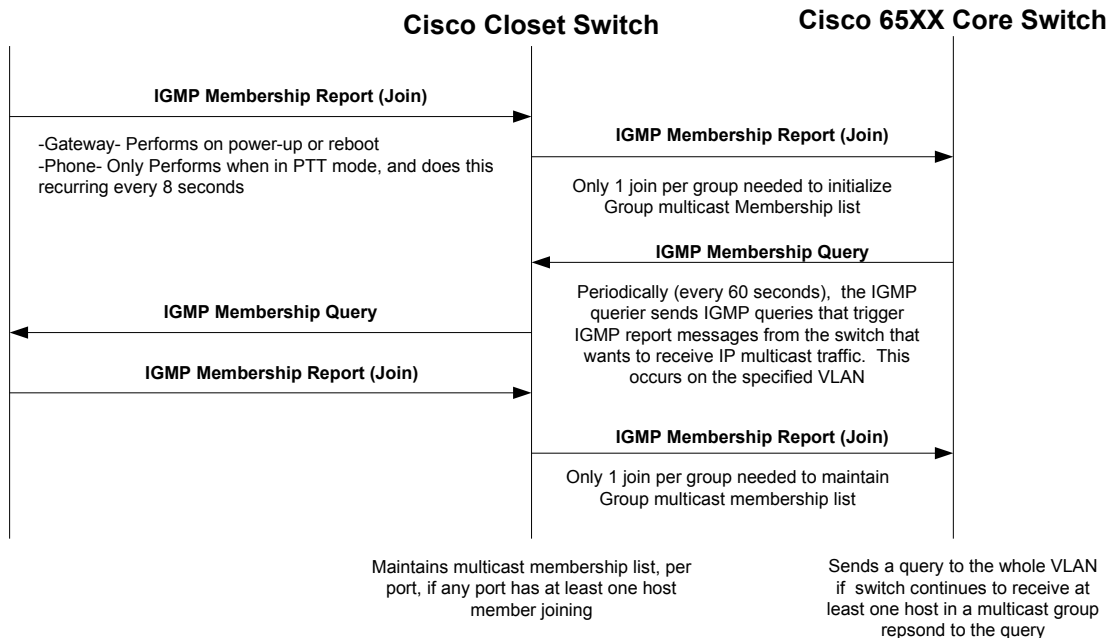 Cisco Closet Switch
Cisco 65XX Core Switch
IGMP Membership Report (Join)
-Gateway- Performs on power-up or reboot
-Phone- Only Performs when in PTT mode, and does this
recurring every 8 seconds
IGMP Membership Report (Join)
Only 1 join per group needed to initialize
Group multicast Membership list
IGMP Membership Query
Periodically (every 60 seconds),  the IGMP
querier sends IGMP queries that trigger
IGMP report messages from the switch that
wants to receive IP multicast traffic.  This
occurs on the specified VLAN
IGMP Membership Query
IGMP Membership Report (Join)
IGMP Membership Report (Join)
Only 1 join per group needed to maintain
Group multicast membership list
Maintains multicast membership list, per
port, if any port has at least one host
member joining
Sends a query to the whole VLAN
if  switch continues to receive at
least one host in a multicast group
repsond to the query